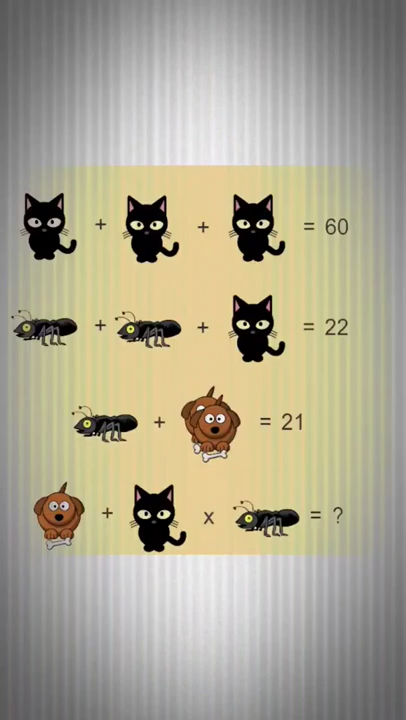 + + = 60
+ + = 22
+ = 21
+ x = ?